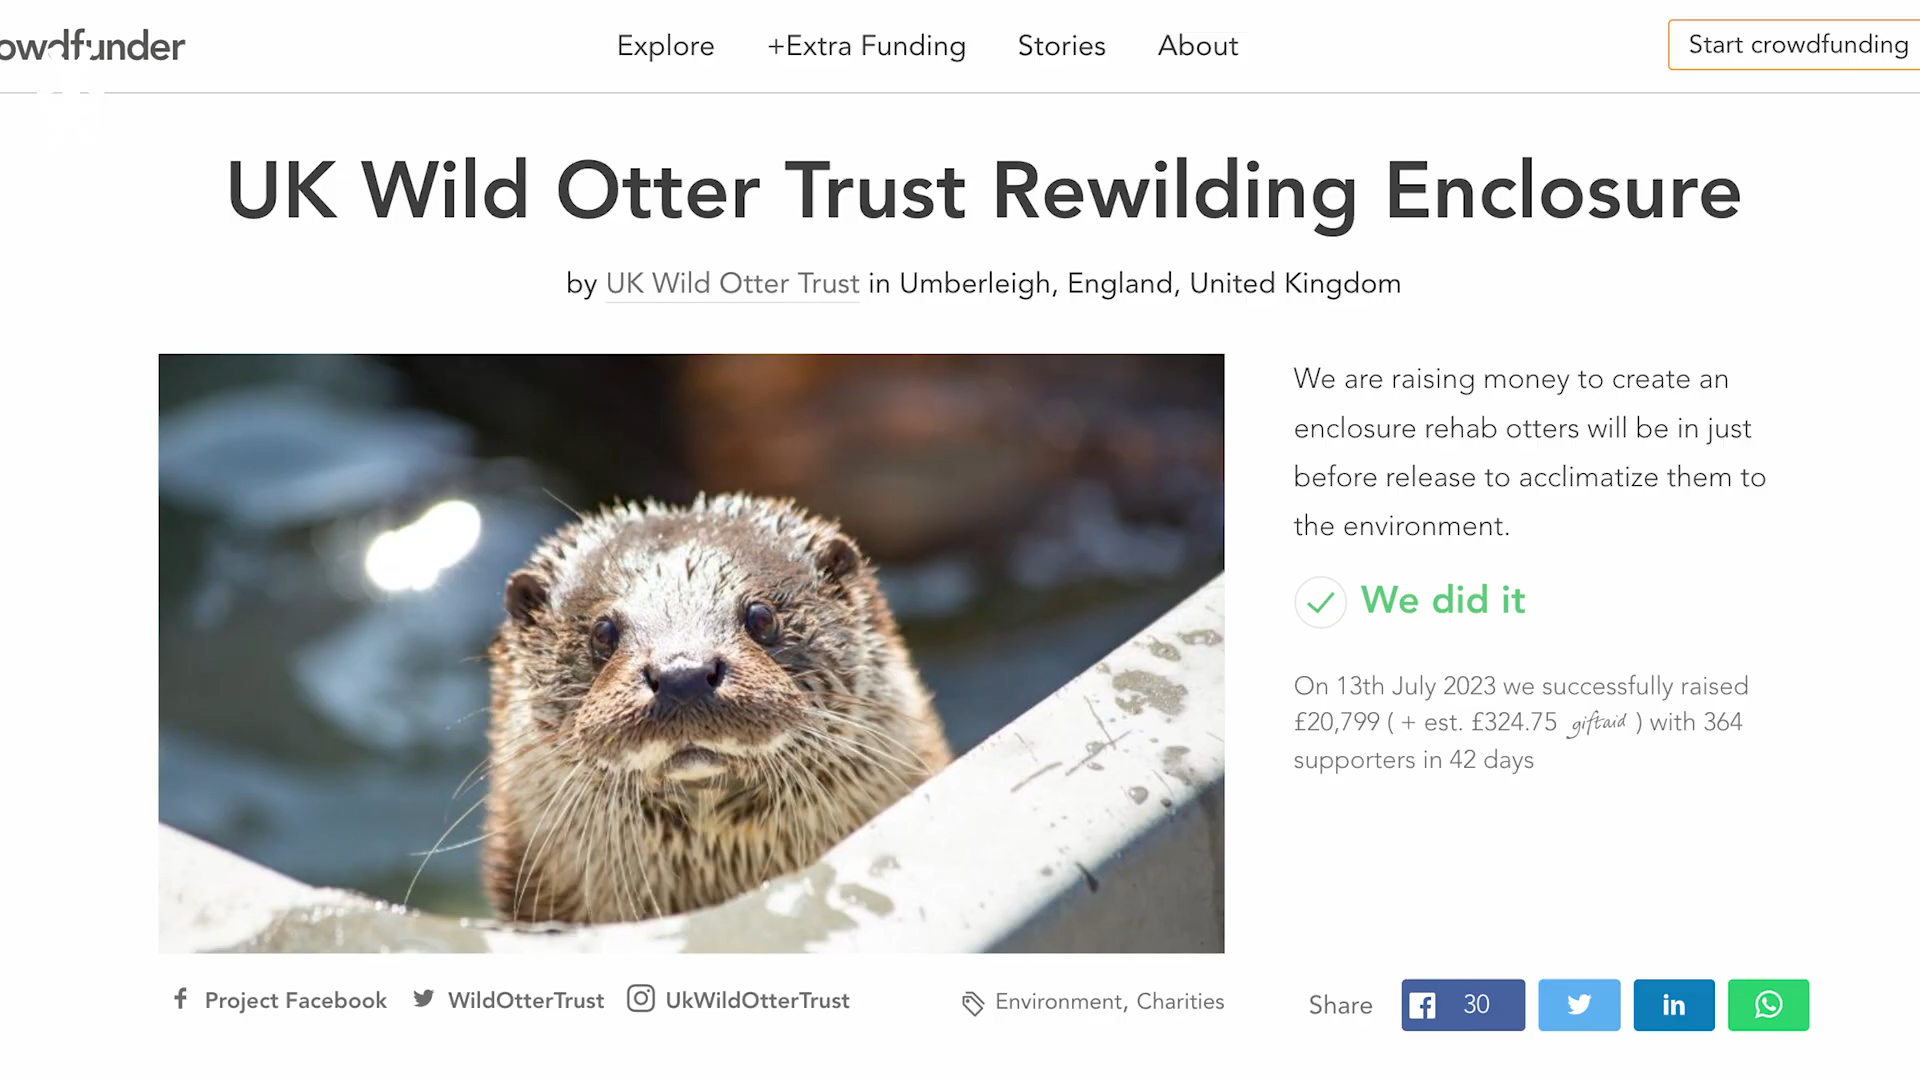 owdfunder
Explore
+Extra Funding
Stories
About
Start crowdfunding
UK Wild Otter Trust Rewilding Enclosure
by UK Wild Otter Trust in Umberleigh, England, United Kingdom
We are raising money to create an
enclosure rehab otters will be in just
before release to acclimatize them to
the environment.
We did it
On 13th July 2023 we successfully raised
£20,799 ( + est. £324.75 giftaid ) with 364
supporters in 42 days
Project Facebook
WildOtterTrust
UkWildOtterTrust
Environment, Charities
Share
30